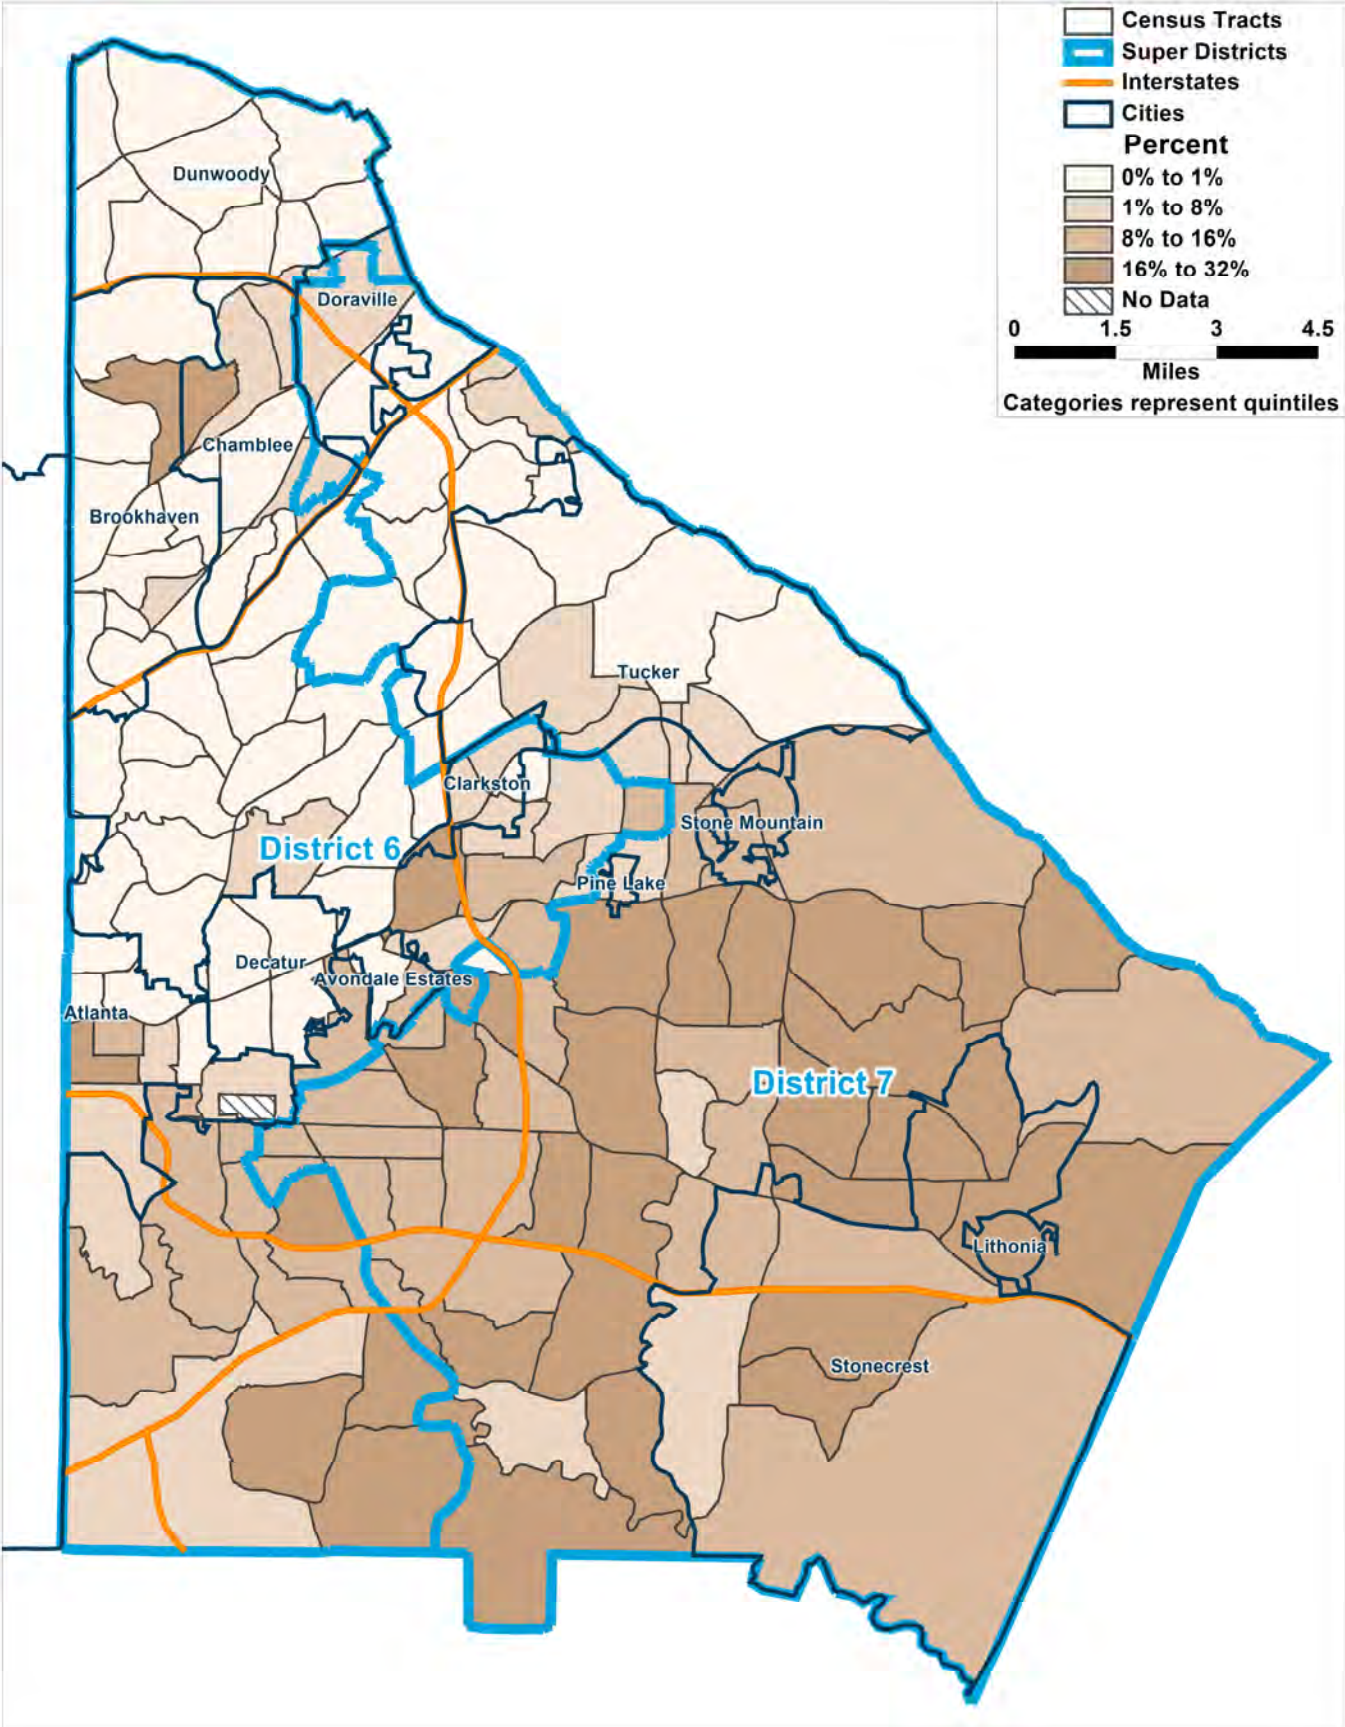 Census Tracts
Super Districts
Interstates
Cities
Percent
0% to 1%
1% to 8%
8% to 16%
16% to 32%
No Data
0 1.5 3 4.5
Miles
Categories represent quintiles
Dunwoody
Doraville
Chamblee
Brookhaven
Tucker
Clarkston
Stone Mountain
District 6
Pine Lake
Decatur
Avondale Estates
Atlanta
District 7
Lithonia
Stonecrest